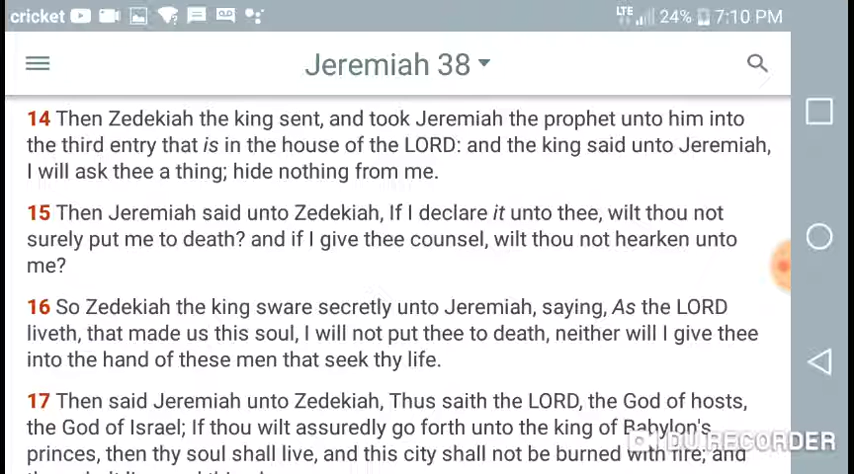 cricket LTE 24% 7:10 PM
Jeremiah 38
14 Then Zedekiah the king sent, and took Jeremiah the prophet unto him into
the third entry that is in the house of the LORD: and the king said unto Jeremiah,
I will ask thee a thing; hide nothing from me.
15 Then Jeremiah said unto Zedekiah, If I declare it unto thee, wilt thou not
surely put me to death? and if I give thee counsel, wilt thou not hearken unto
me?
16 So Zedekiah the king sware secretly unto Jeremiah, saying, As the LORD
liveth, that made us this soul, I will not put thee to death, neither will I give thee
into the hand of these men that seek thy life.
17 Then said Jeremiah unto Zedekiah, Thus saith the LORD, the God of hosts,
the God of Israel; If thou wilt assuredly go forth unto the king of Babylon's
princes, then thy soul shall live, and this city shall not be burned with fire; and
DU RECORDER